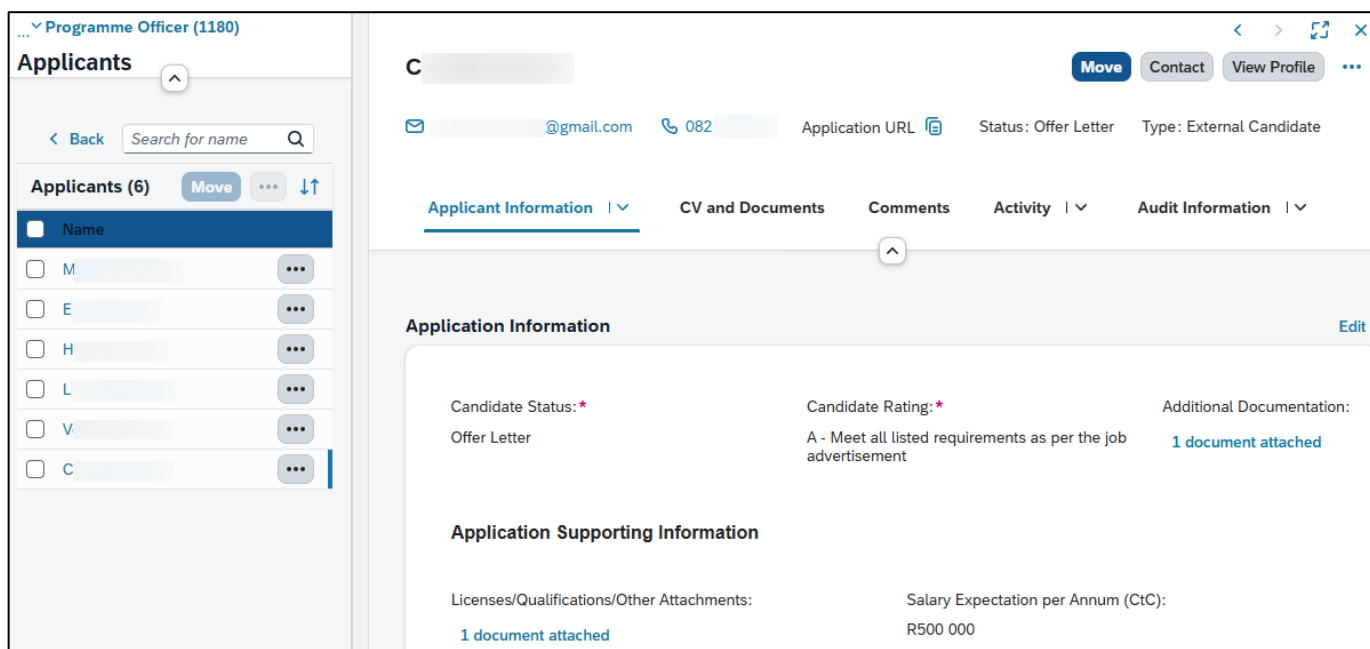 ... Programme Officer (1180)
Applicants
Back
Search for name
Applicants (6)
Move
Name
M
E
H
L
V
C
C
Move
Contact
View Profile
@gmail.com
082
Application URL
Status: Offer Letter
Type: External Candidate
Applicant Information
CV and Documents
Comments
Activity
Audit Information
Application Information
Edit
Candidate Status:*
Offer Letter
Candidate Rating:*
A - Meet all listed requirements as per the job
advertisement
Additional Documentation:
1 document attached
Application Supporting Information
Licenses/Qualifications/Other Attachments:
1 document attached
Salary Expectation per Annum (CtC):
R500 000